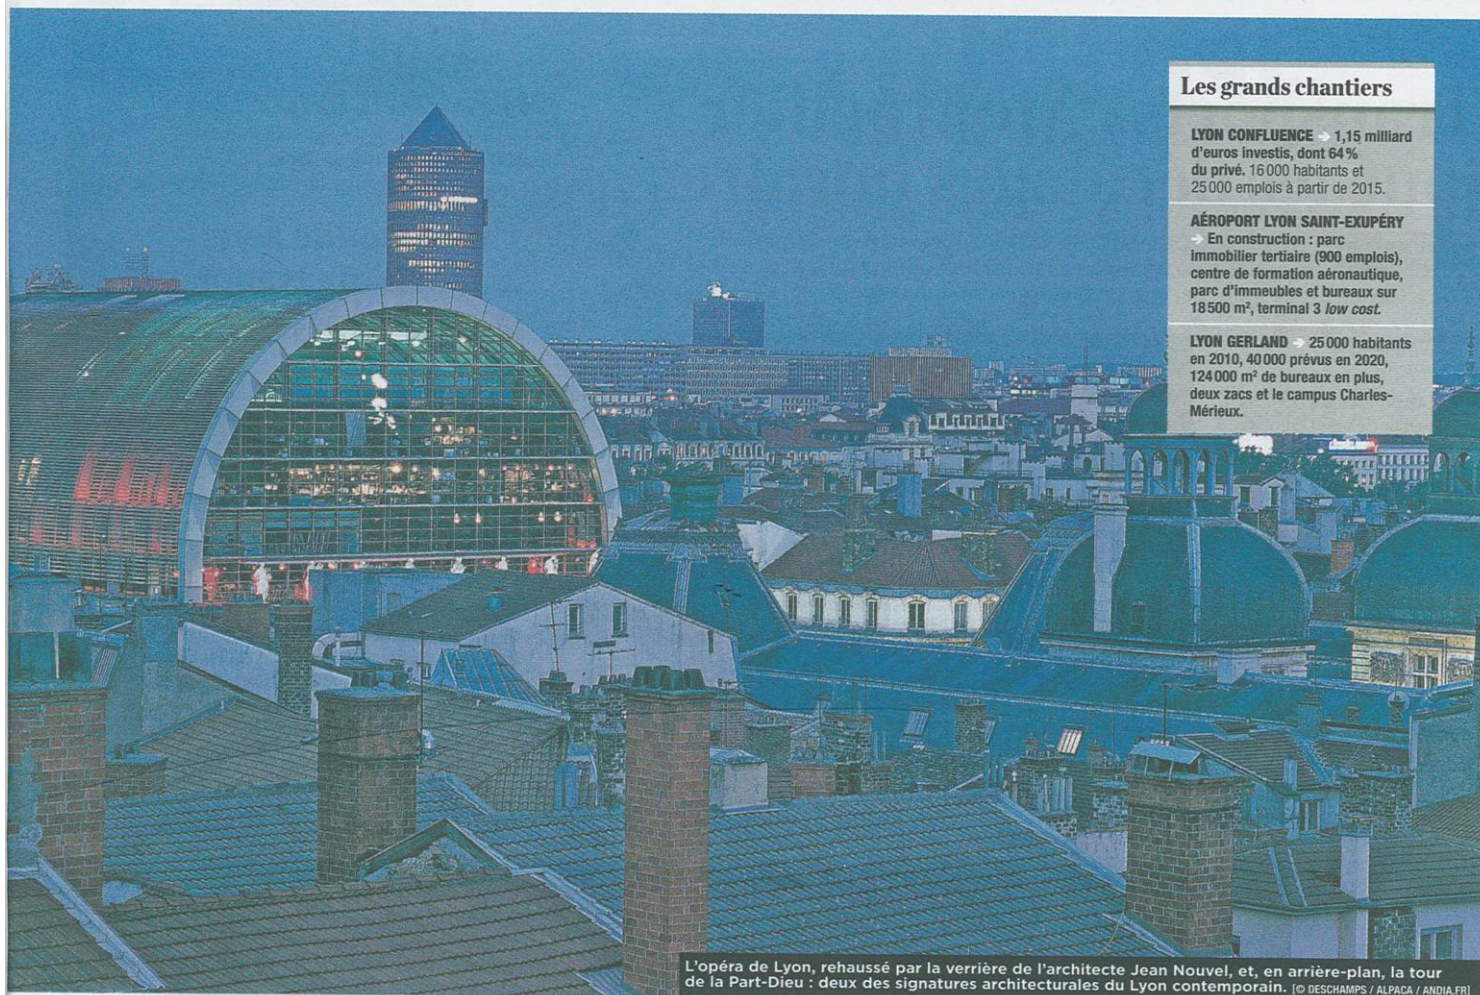 Les grands chantiers
LYON CONFLUENCE → 1,15 milliard
d'euros investis, dont 64 %
du privé. 16 000 habitants et
25 000 emplois à partir de 2015.
AÉROPORT LYON SAINT-EXUPÉRY
→ En construction : parc
immobilier tertiaire (900 emplois),
centre de formation aéronautique,
parc d'immeubles et bureaux sur
18 500 m², terminal 3 low cost.
LYON GERLAND → 25 000 habitants
en 2010, 40 000 prévus en 2020,
124 000 m² de bureaux en plus,
deux zacs et le campus Charles-
Mérieux.
L'opéra de Lyon, rehaussé par la verrière de l'architecte Jean Nouvel, et, en arrière-plan, la tour
de la Part-Dieu : deux des signatures architecturales du Lyon contemporain. [© DESCHAMPS / ALPACA / ANDIA.FR]